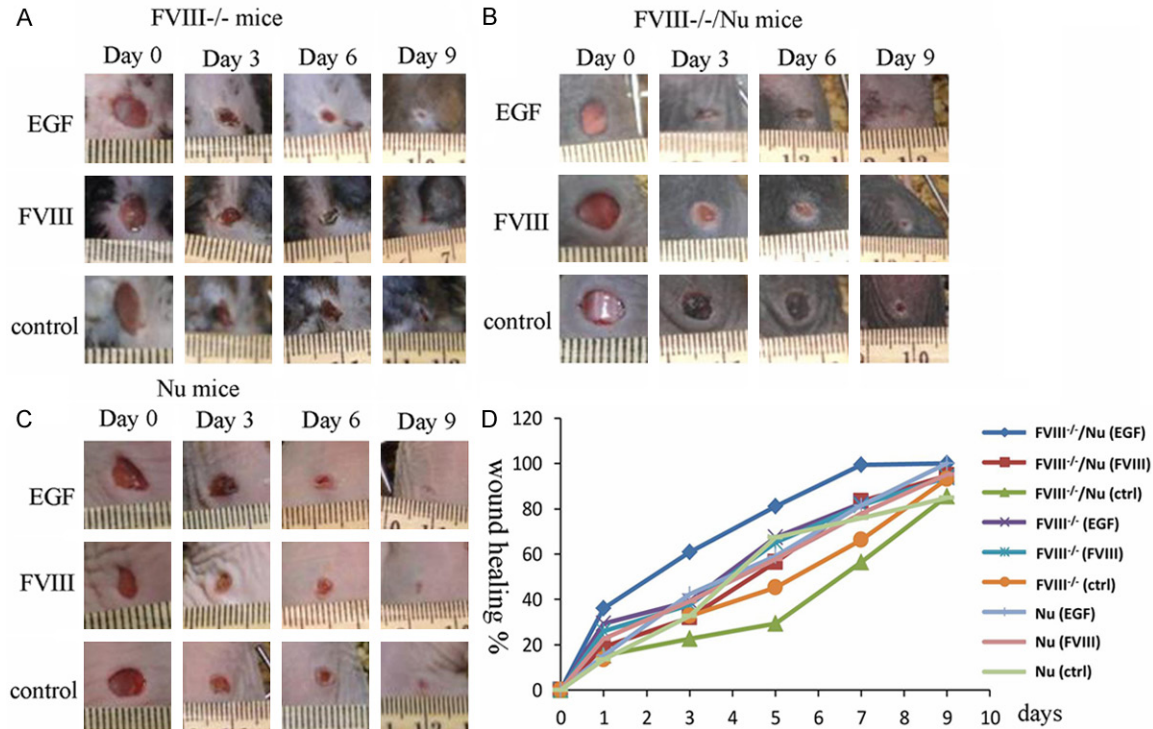 A
FVIII-/- mice
Day 0 Day 3 Day 6 Day 9
EGF
FVIII
control
B
FVIII-/-/Nu mice
Day 0 Day 3 Day 6 Day 9
EGF
FVIII
control
C
Nu mice
Day 0 Day 3 Day 6 Day 9
EGF
FVIII
control
D
wound healing %
120
100
80
60
40
20
0
0 1 3 5 7 9 10 days
FVIII-/-/Nu (EGF)
FVIII-/-/Nu (FVIII)
FVIII-/-/Nu (ctrl)
FVIII-/- (EGF)
FVIII-/- (FVIII)
FVIII-/- (ctrl)
Nu (EGF)
Nu (FVIII)
Nu (ctrl)